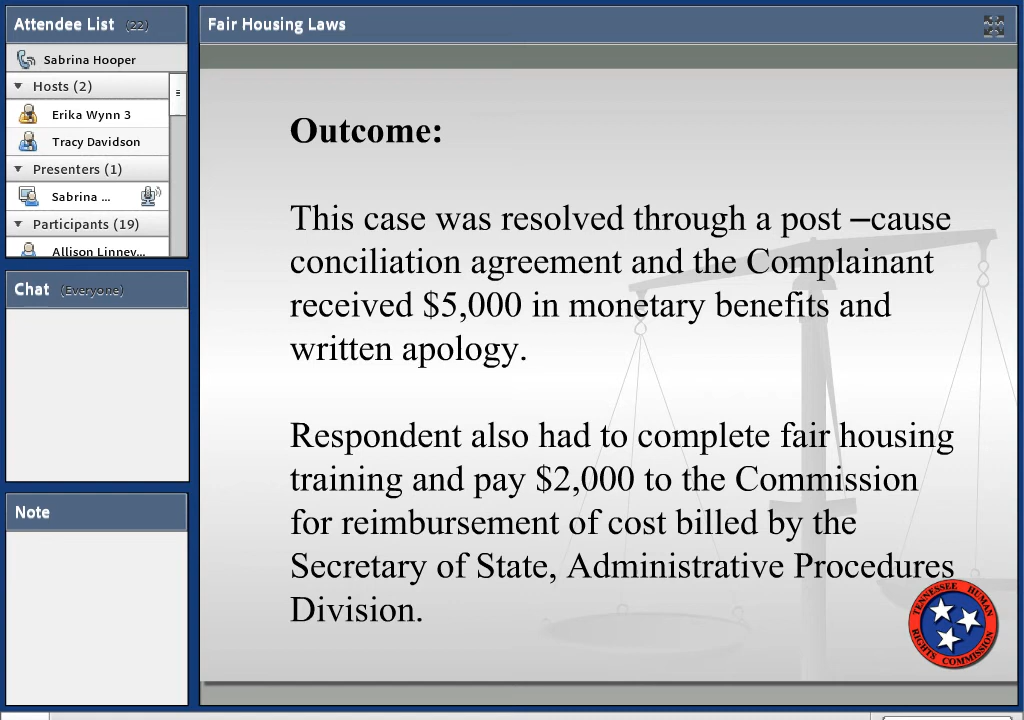 Attendee List (22)
Sabrina Hooper
Hosts (2)
Erika Wynn 3
Tracy Davidson
Presenters (1)
Sabrina ...
Participants (19)
Allison Linney...
Chat (Everyone)
Note
Fair Housing Laws
Outcome:
This case was resolved through a post –cause
conciliation agreement and the Complainant
received $5,000 in monetary benefits and
written apology.
Respondent also had to complete fair housing
training and pay $2,000 to the Commission
for reimbursement of cost billed by the
Secretary of State, Administrative Procedures
Division.
TENNESSEE HUMAN
RIGHTS COMMISSION